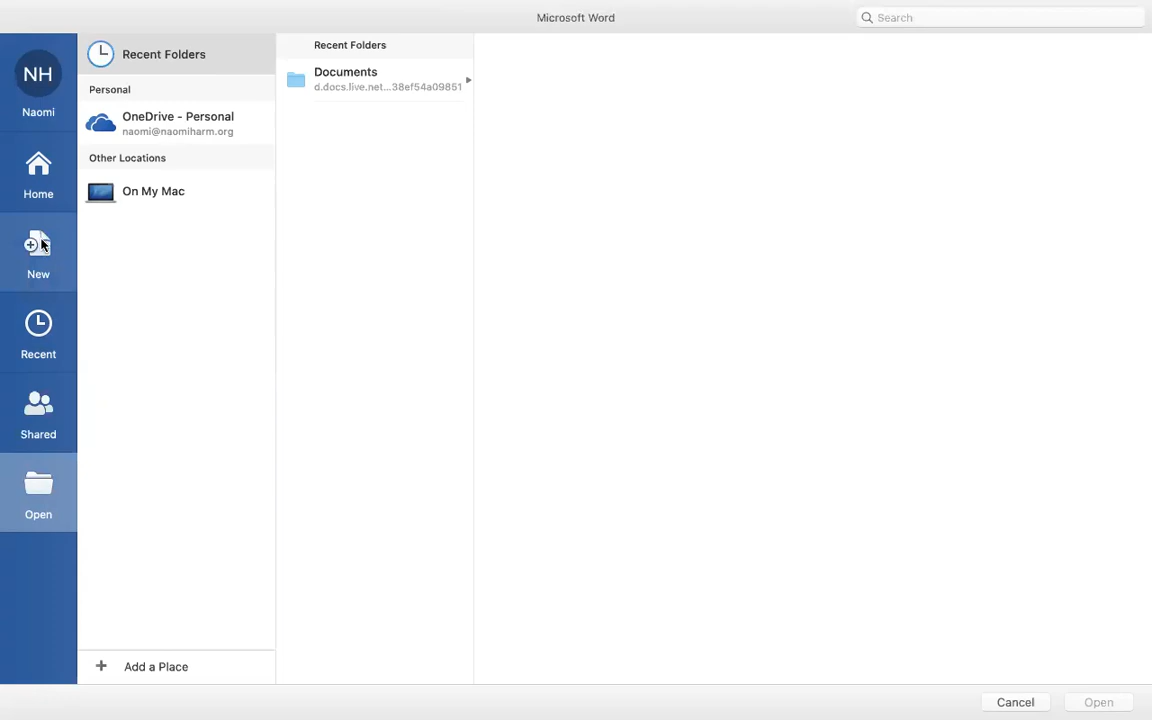 Microsoft Word
Search
NH
Naomi
Home
New
Recent
Shared
Open
Recent Folders
Personal
OneDrive - Personal
naomi@naomiharm.org
Other Locations
On My Mac
Add a Place
Recent Folders
Documents
d.docs.live.net...38ef54a09851
Cancel
Open